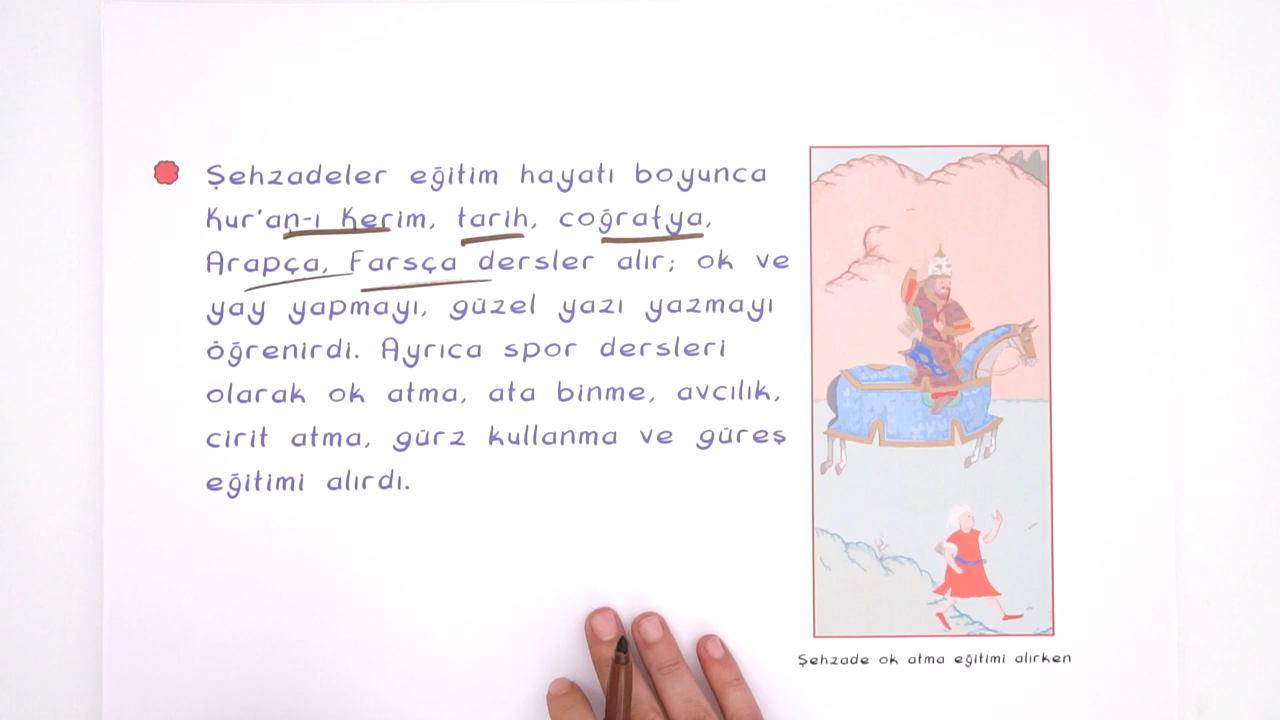 Şehzadeler eğitim hayatı boyunca
Kur'an-ı Kerim, tarih, coğrafya,
Arapça, Farsça dersler alır; ok ve
yay yapmayı, güzel yazı yazmayı
öğrenirdi. Ayrıca spor dersleri
olarak ok atma, ata binme, avcılık,
cirit atma, gürz kullanma ve güreş
eğitimi alırdı.
Şehzade ok atma eğitimi alırken